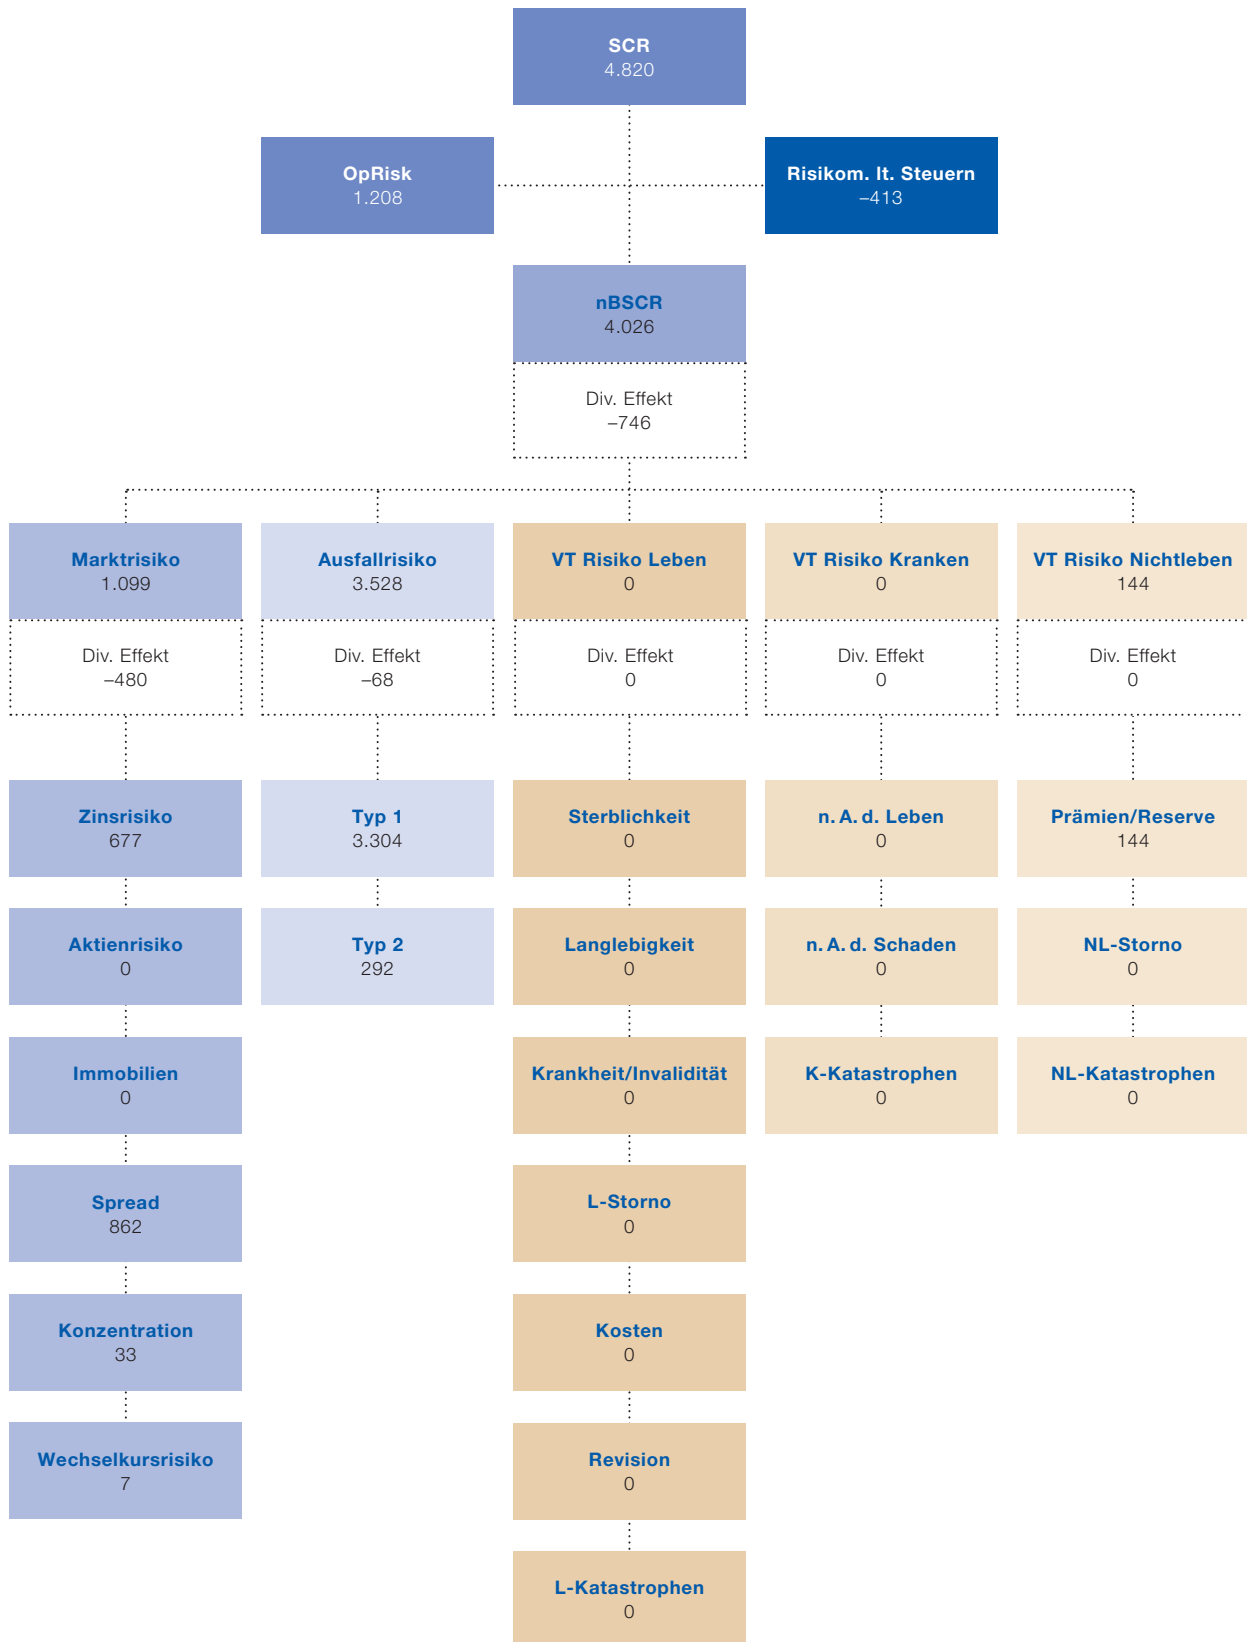 SCR
4.820
OpRisk
1.208
Risikom. lt. Steuern
–413
nBSCR
4.026
Div. Effekt
–746
Marktrisiko
1.099
Div. Effekt
–480
Zinsrisiko
677
Aktienrisiko
0
Immobilien
0
Spread
862
Konzentration
33
Wechselkursrisiko
7
Ausfallrisiko
3.528
Div. Effekt
–68
Typ 1
3.304
Typ 2
292
VT Risiko Leben
0
Div. Effekt
0
Sterblichkeit
0
Langlebigkeit
0
Krankheit/Invalidität
0
L-Storno
0
Kosten
0
Revision
0
L-Katastrophen
0
VT Risiko Kranken
0
Div. Effekt
0
n. A. d. Leben
0
n. A. d. Schaden
0
K-Katastrophen
0
VT Risiko Nichtleben
144
Div. Effekt
0
Prämien/Reserve
144
NL-Storno
0
NL-Katastrophen
0